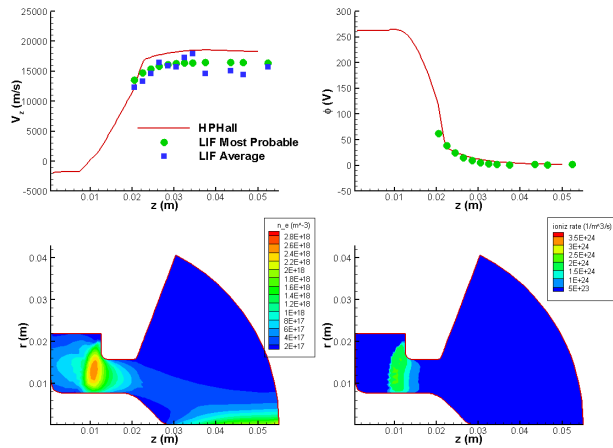 25000
20000
15000
10000
5000
0
-5000
V_z (m/s)
0.01 0.02 0.03 0.04 0.05
z (m)
HPHall
LIF Most Probable
LIF Average
300
250
200
150
100
50
0
-50
ϕ (V)
0.01 0.02 0.03 0.04 0.05
z (m)
n_e (m^-3)
2.8E+18
2.6E+18
2.4E+18
2.2E+18
2E+18
1.8E+18
1.6E+18
1.4E+18
1.2E+18
1E+18
8E+17
6E+17
4E+17
2E+17
0.04
0.03
0.02
0.01
r (m)
0.01 0.02 0.03 0.04 0.05
z (m)
ioniz rate (1/m^3/s)
3.5E+24
3E+24
2.5E+24
2E+24
1.5E+24
1E+24
5E+23
0.04
0.03
0.02
0.01
r (m)
0.01 0.02 0.03 0.04 0.05
z (m)